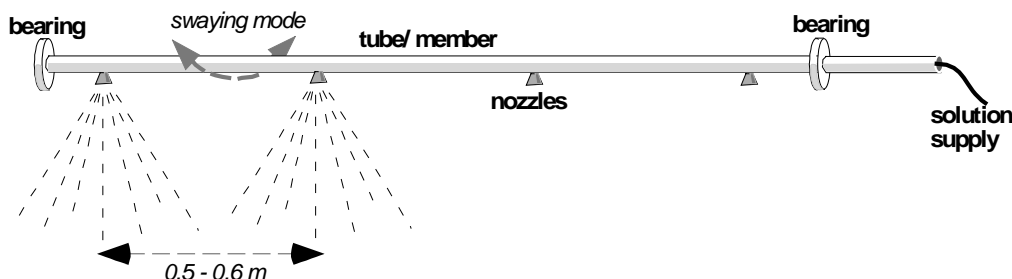 swaying mode
bearing
bearing
tube/ member
nozzles
solution
supply
0.5 - 0.6 m